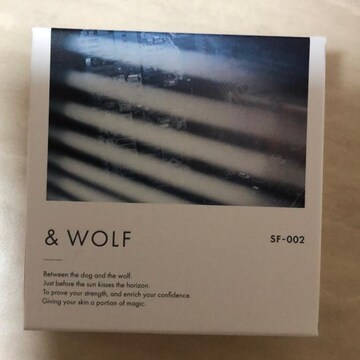 & WOLF
SF-002
Between the dog and the wolf.
Just before the sun kisses the horizon.
To prove your strength, and enrich your confidence.
Giving your skin a portion of magic.